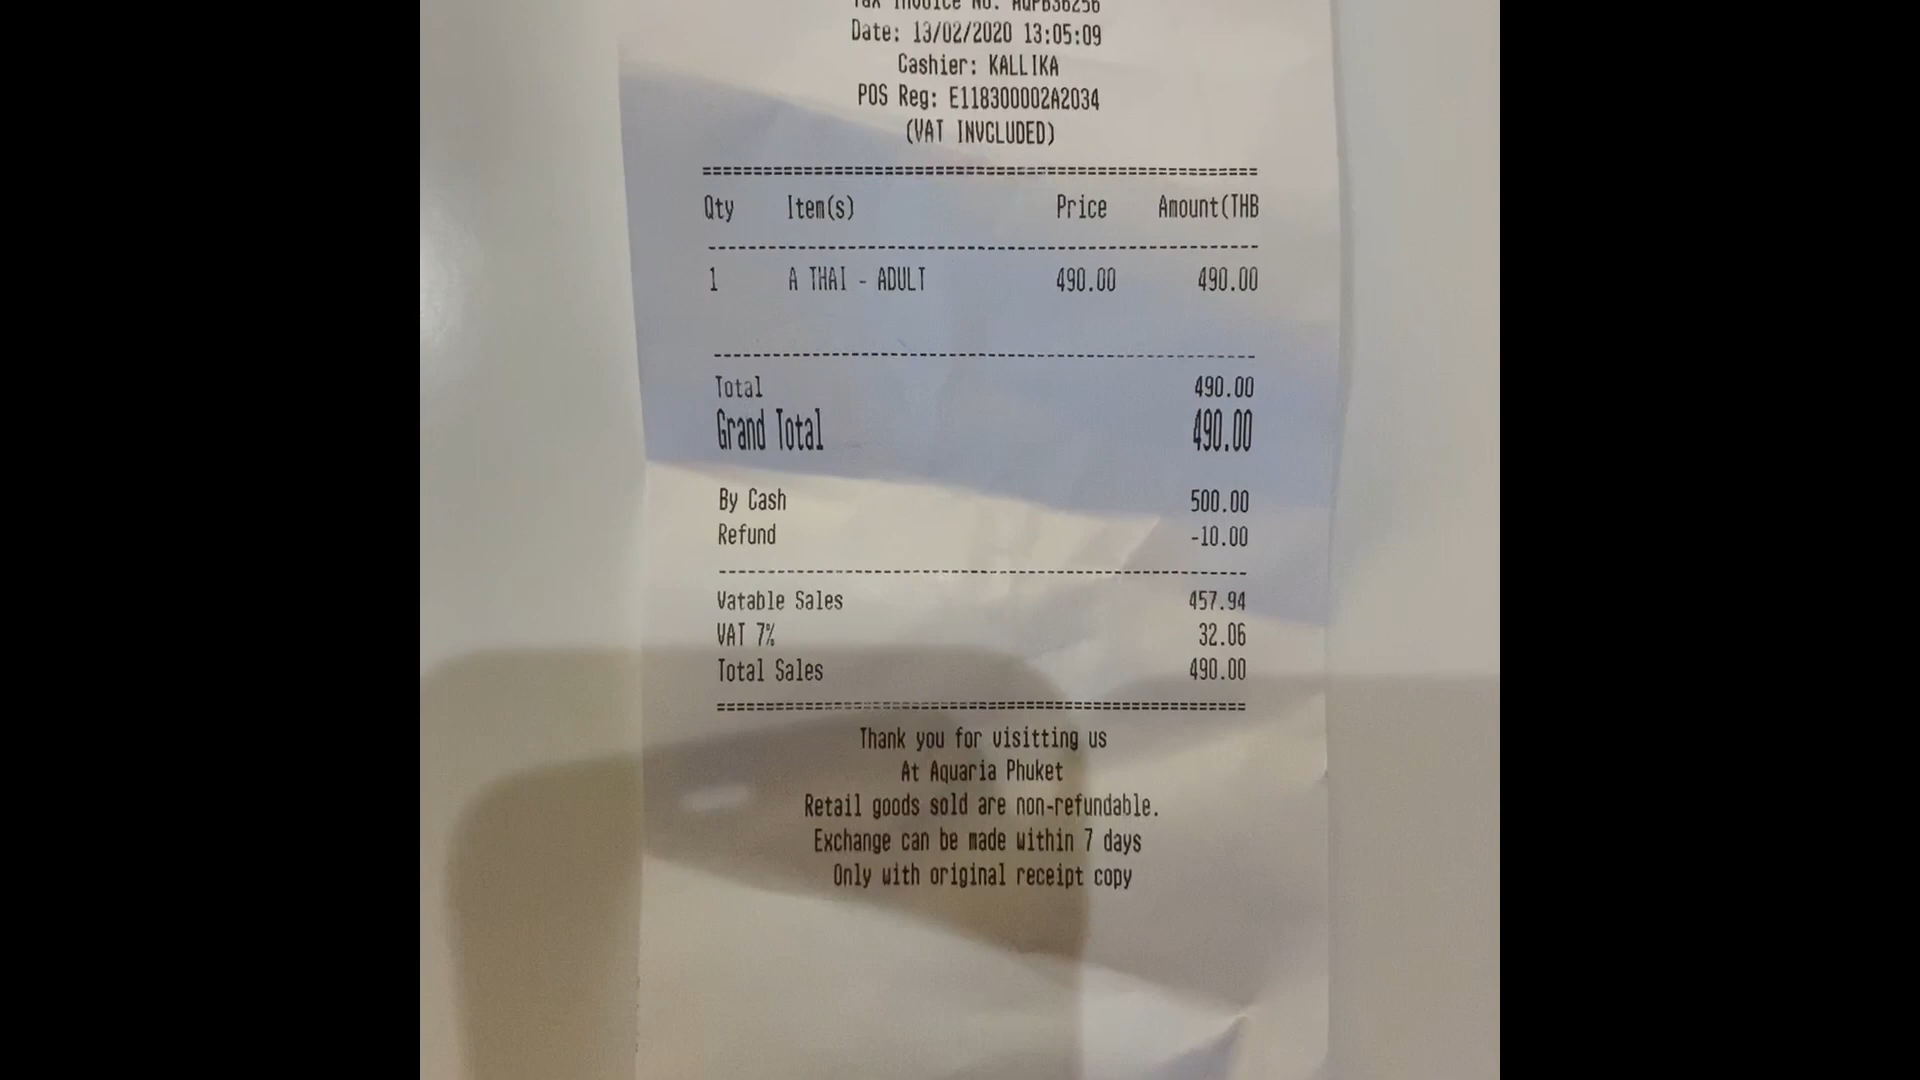 Tax Invoice No. AQPB36256
Date: 13/02/2020 13:05:09
Cashier: KALLIKA
POS Reg: E118300002A2034
(VAT INVCLUDED)
Qty Item(s) Price Amount(THB
1 A THAI - ADULT 490.00 490.00
Total 490.00
Grand Total 490.00
By Cash 500.00
Refund -10.00
Vatable Sales 457.94
VAT 7% 32.06
Total Sales 490.00
Thank you for visitting us
At Aquaria Phuket
Retail goods sold are non-refundable.
Exchange can be made within 7 days
Only with original receipt copy